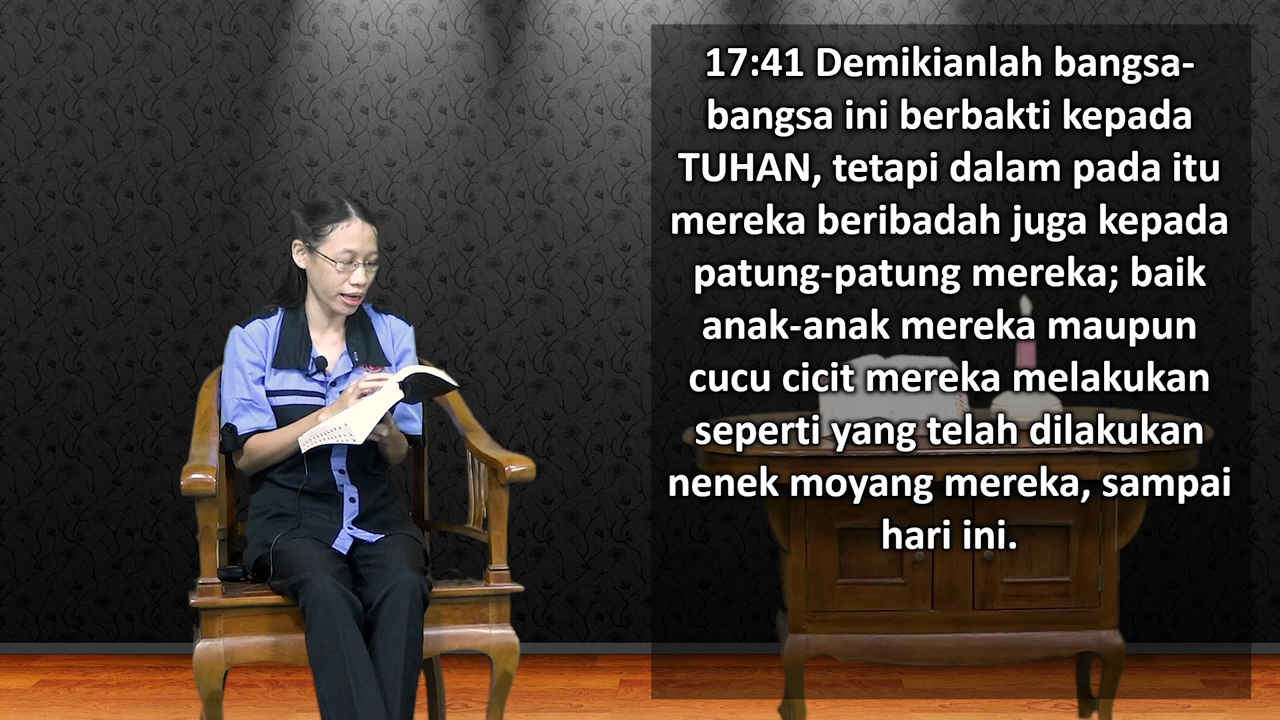 17:41 Demikianlah bangsa-
bangsa ini berbakti kepada
TUHAN, tetapi dalam pada itu
mereka beribadah juga kepada
patung-patung mereka; baik
anak-anak mereka maupun
cucu cicit mereka melakukan
seperti yang telah dilakukan
nenek moyang mereka, sampai
hari ini.